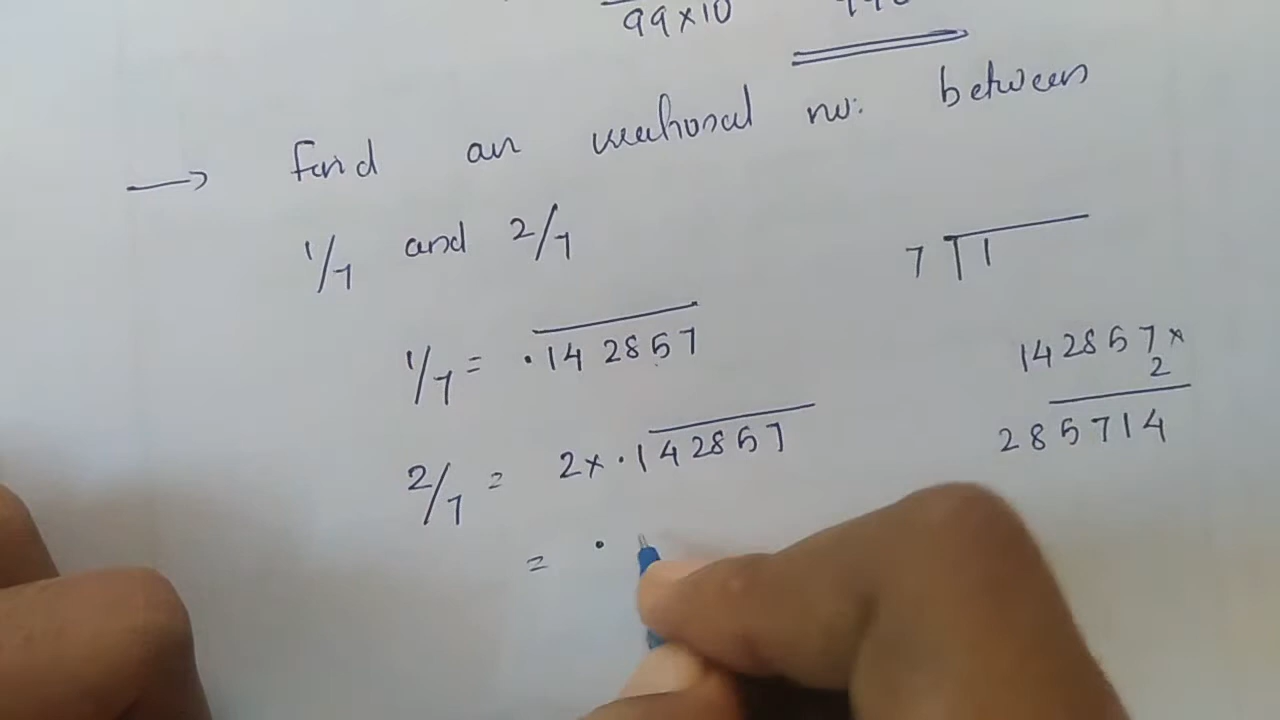 99×10
→ Find an irrational no: between
1/7 and 2/7
7 1
1/7 = .142857
142857×
2
2/7 = 2×.142857
285714
= .